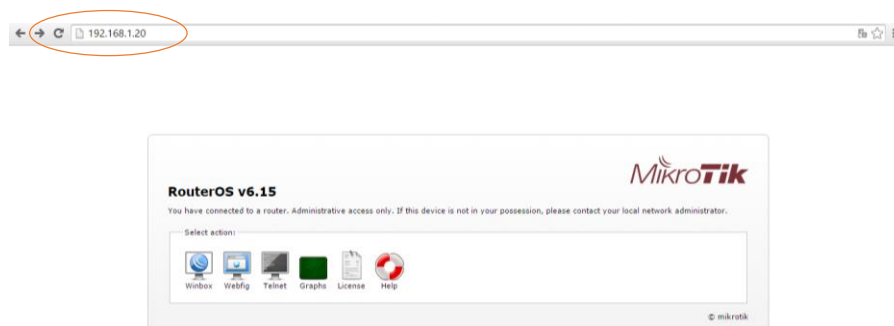 192.168.1.20
MikroTik
RouterOS v6.15
You have connected to a router. Administrative access only. If this device is not in your possession, please contact your local network administrator.
Select action:
Winbox Webfig Telnet Graphs License Help
© mikrotik